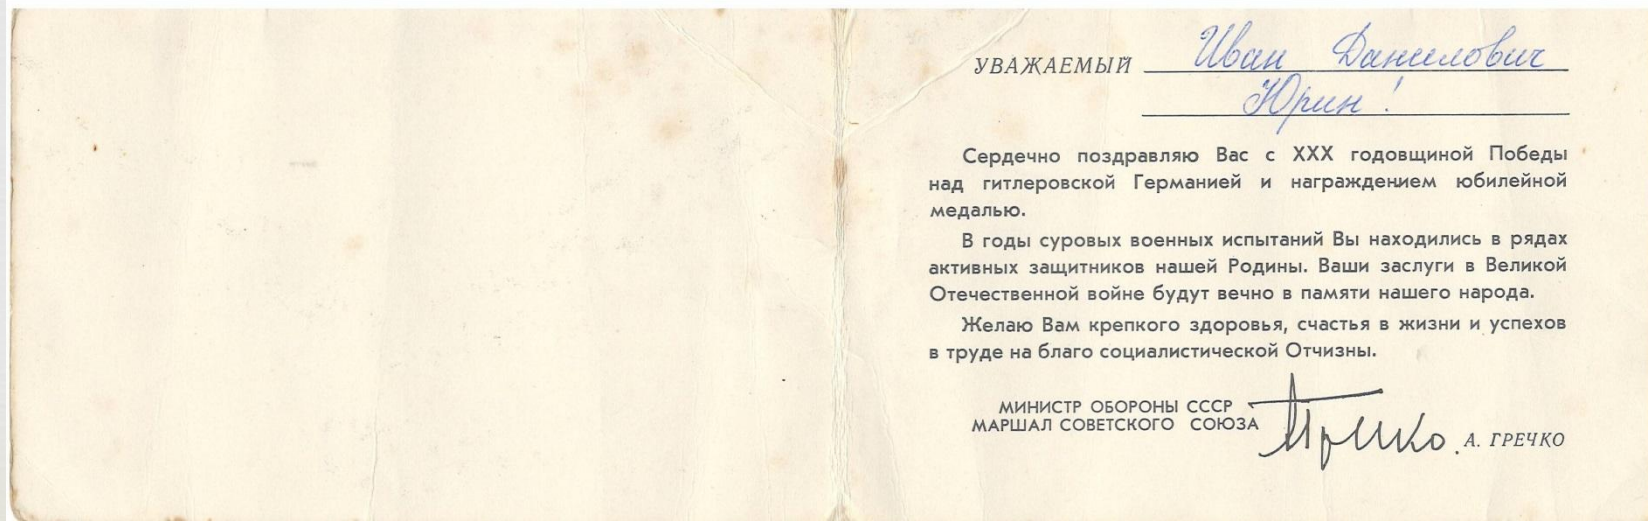 УВАЖАЕМЫЙ Иван Данилович
Юрин!
Сердечно поздравляю Вас с XXX годовщиной Победы
над гитлеровской Германией и награждением юбилейной
медалью.
В годы суровых военных испытаний Вы находились в рядах
активных защитников нашей Родины. Ваши заслуги в Великой
Отечественной войне будут вечно в памяти нашего народа.
Желаю Вам крепкого здоровья, счастья в жизни и успехов
в труде на благо социалистической Отчизны.
МИНИСТР ОБОРОНЫ СССР
МАРШАЛ СОВЕТСКОГО СОЮЗА
А. ГРЕЧКО